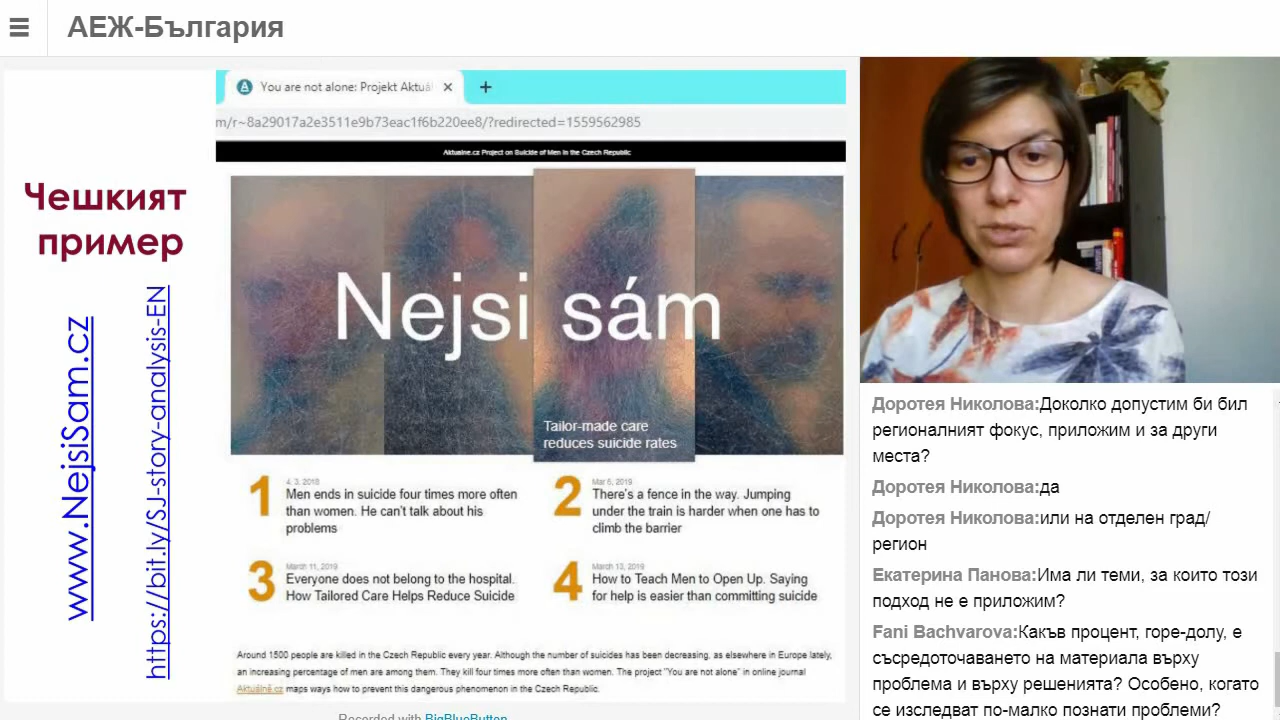 АЕЖ-България
Чешкият
пример
www.NejsiSam.cz
https://bit.ly/SJ-story-analysis-EN
You are not alone: Projekt Aktuá
m/r~8a29017a2e3511e9b73eac1f6b220ee8/?redirected=1559562985
Aktualne.cz Project on Suicide of Men in the Czech Republic
Nejsi sám
Tailor-made care
reduces suicide rates
1
4. 3. 2018
Men ends in suicide four times more often
than women. He can't talk about his
problems
2
Mar 6, 2019
There's a fence in the way. Jumping
under the train is harder when one has to
climb the barrier
3
March 11, 2019
Everyone does not belong to the hospital.
How Tailored Care Helps Reduce Suicide
4
March 13, 2019
How to Teach Men to Open Up. Saying
for help is easier than committing suicide
Around 1500 people are killed in the Czech Republic every year. Although the number of suicides has been decreasing, as elsewhere in Europe lately,
an increasing percentage of men are among them. They kill four times more often than women. The project "You are not alone" in online journal
Aktuálně.cz maps ways how to prevent this dangerous phenomenon in the Czech Republic.
Recorded with BigBlueButton
Доротея Николова:Доколко допустим би бил
регионалният фокус, приложим и за други
места?
Доротея Николова:да
Доротея Николова:или на отделен град/
регион
Екатерина Панова:Има ли теми, за които този
подход не е приложим?
Fani Bachvarova:Какъв процент, горе-долу, е
съсредоточаването на материала върху
проблема и върху решенията? Особено, когато
се изследват по-малко познати проблеми?